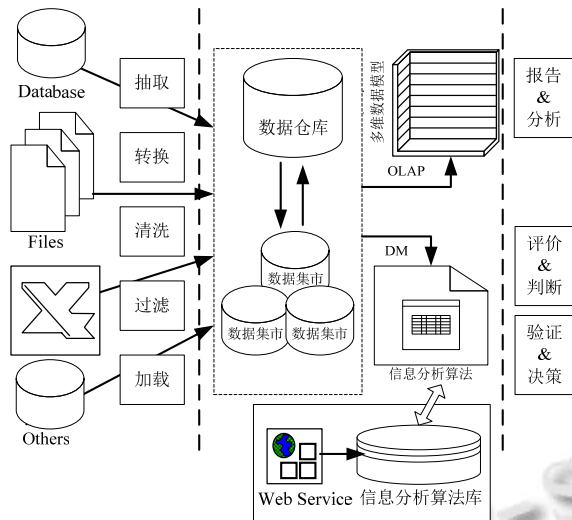 Database
Files
Others
抽取
转换
清洗
过滤
加载
数据仓库
数据集市
数据集市
数据集市
多维数据模型
OLAP
DM
信息分析算法
Web Service
信息分析算法库
报告
&
分析
评价
&
判断
验证
&
决策